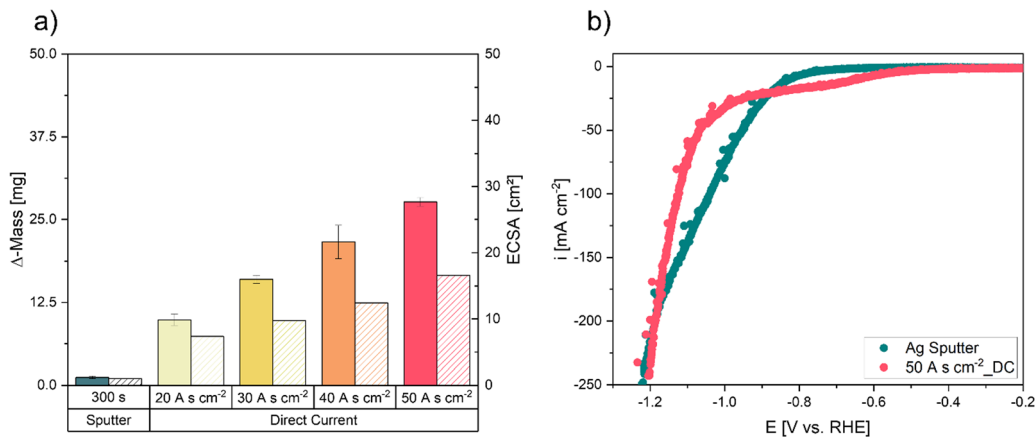 a)
50.0
37.5
25.0
12.5
0.0
Δ-Mass [mg]
50
40
30
20
10
0
ECSA [cm²]
300 s
20 A s cm⁻²
30 A s cm⁻²
40 A s cm⁻²
50 A s cm⁻²
Sputter
Direct Current
b)
0
-50
-100
-150
-200
-250
i [mA cm⁻²]
Ag Sputter
50 A s cm⁻²_DC
-1.2
-1.0
-0.8
-0.6
-0.4
-0.2
E [V vs. RHE]